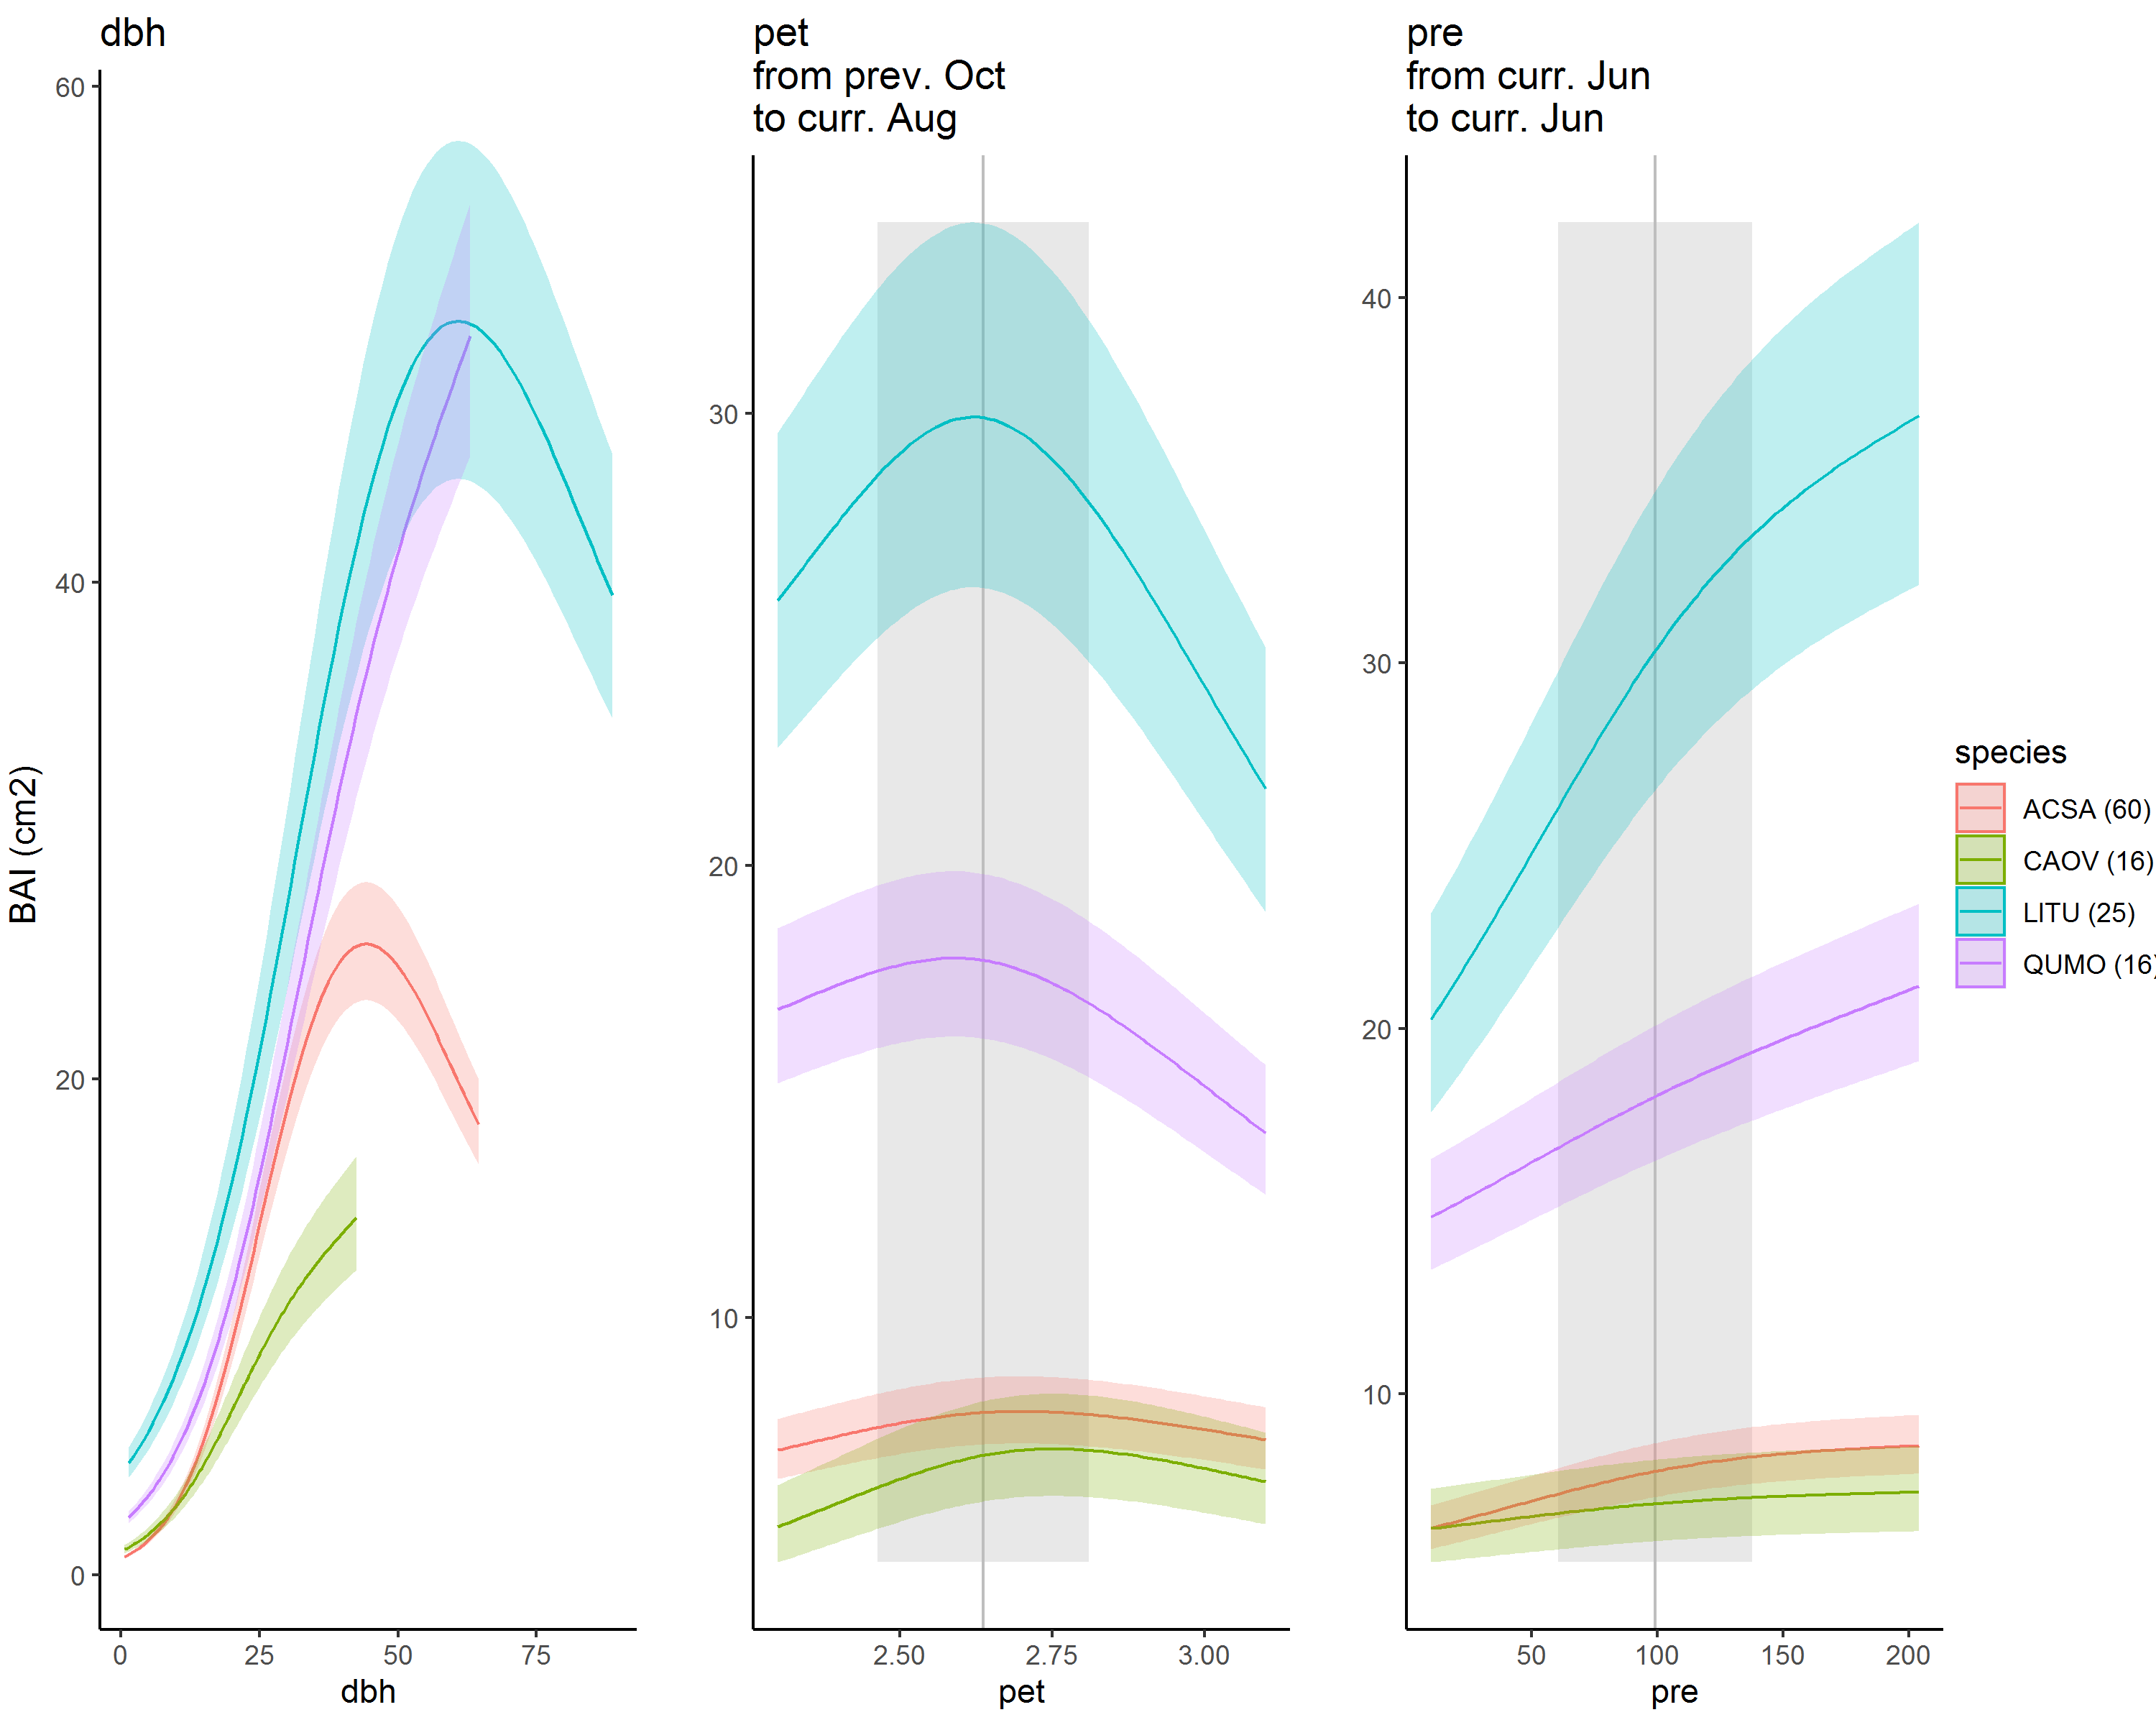 dbh
pet
from prev. Oct
to curr. Aug
pre
from curr. Jun
to curr. Jun
BAI (cm2)
60
40
20
0
0 25 50 75
dbh
30
20
10
2.50 2.75 3.00
pet
40
30
20
10
50 100 150 200
pre
species
ACSA (60)
CAOV (16)
LITU (25)
QUMO (16)